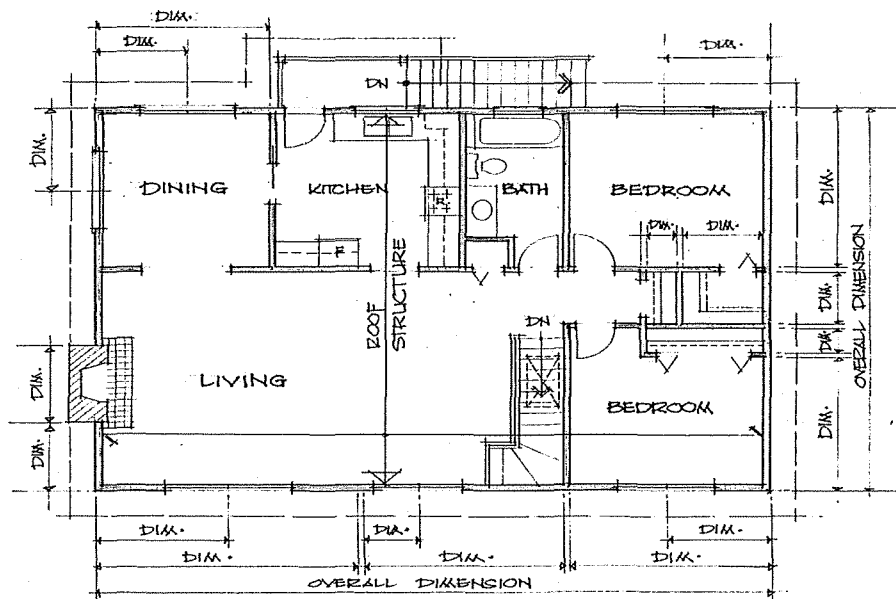 DIM.
DIM.
DIM.
DN
DIM.
DINING
KITCHEN
R
BATH
BEDROOM
DIM.
DIM.
DIM.
F
ROOF
STRUCTURE
DIM.
DIM.
OVERALL DIMENSION
DN
DIM.
LIVING
BEDROOM
DIM.
DIM.
DIM.
DIM.
DIM.
DIM.
DIM.
DIM.
OVERALL DIMENSION